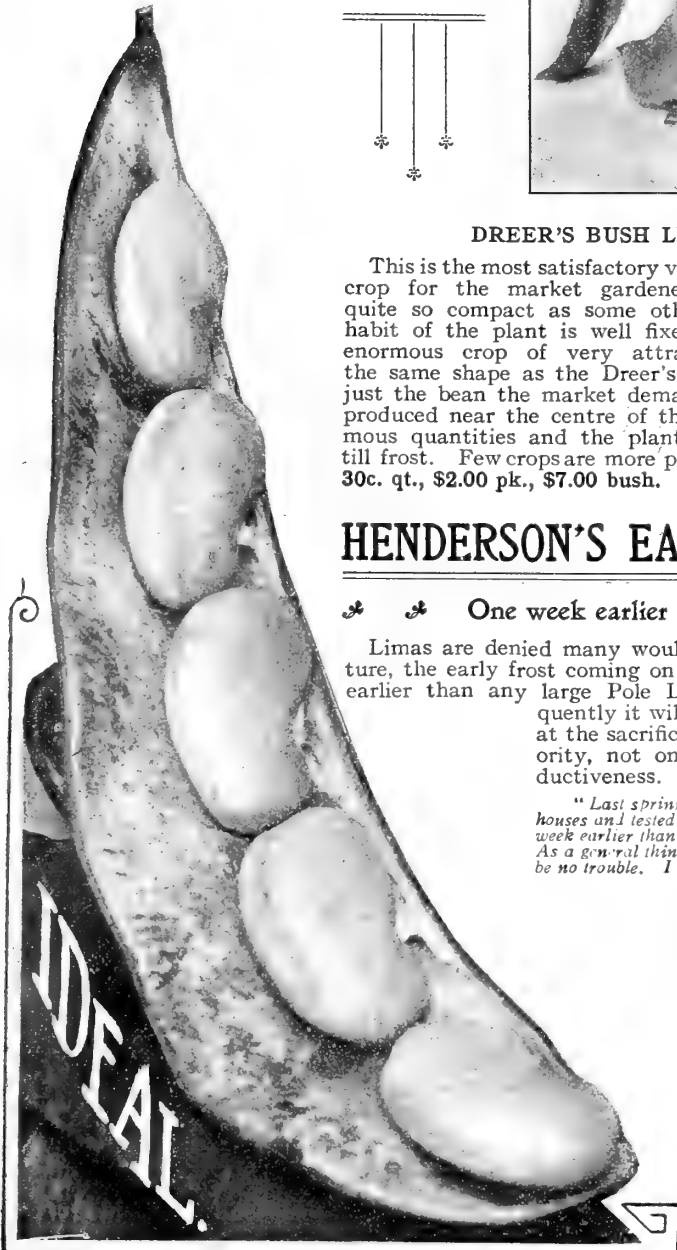 DREER'S BUSH L
This is the most satisfactory v
crop for the market gardene
quite so compact as some oth
habit of the plant is well fixe
enormous crop of very attra
the same shape as the Dreer's
just the bean the market dema
produced near the centre of th
mous quantities and the plant
till frost. Few crops are more p
30c. qt., $2.00 pk., $7.00 bush.
HENDERSON'S EA
One week earlier
Limas are denied many woul
ture, the early frost coming on
earlier than any large Pole L
quently it wil
at the sacrific
ority, not on
ductiveness.
" Last sprin
houses and tested
week earlier than
As a general thin
be no trouble. I
IDEAL.